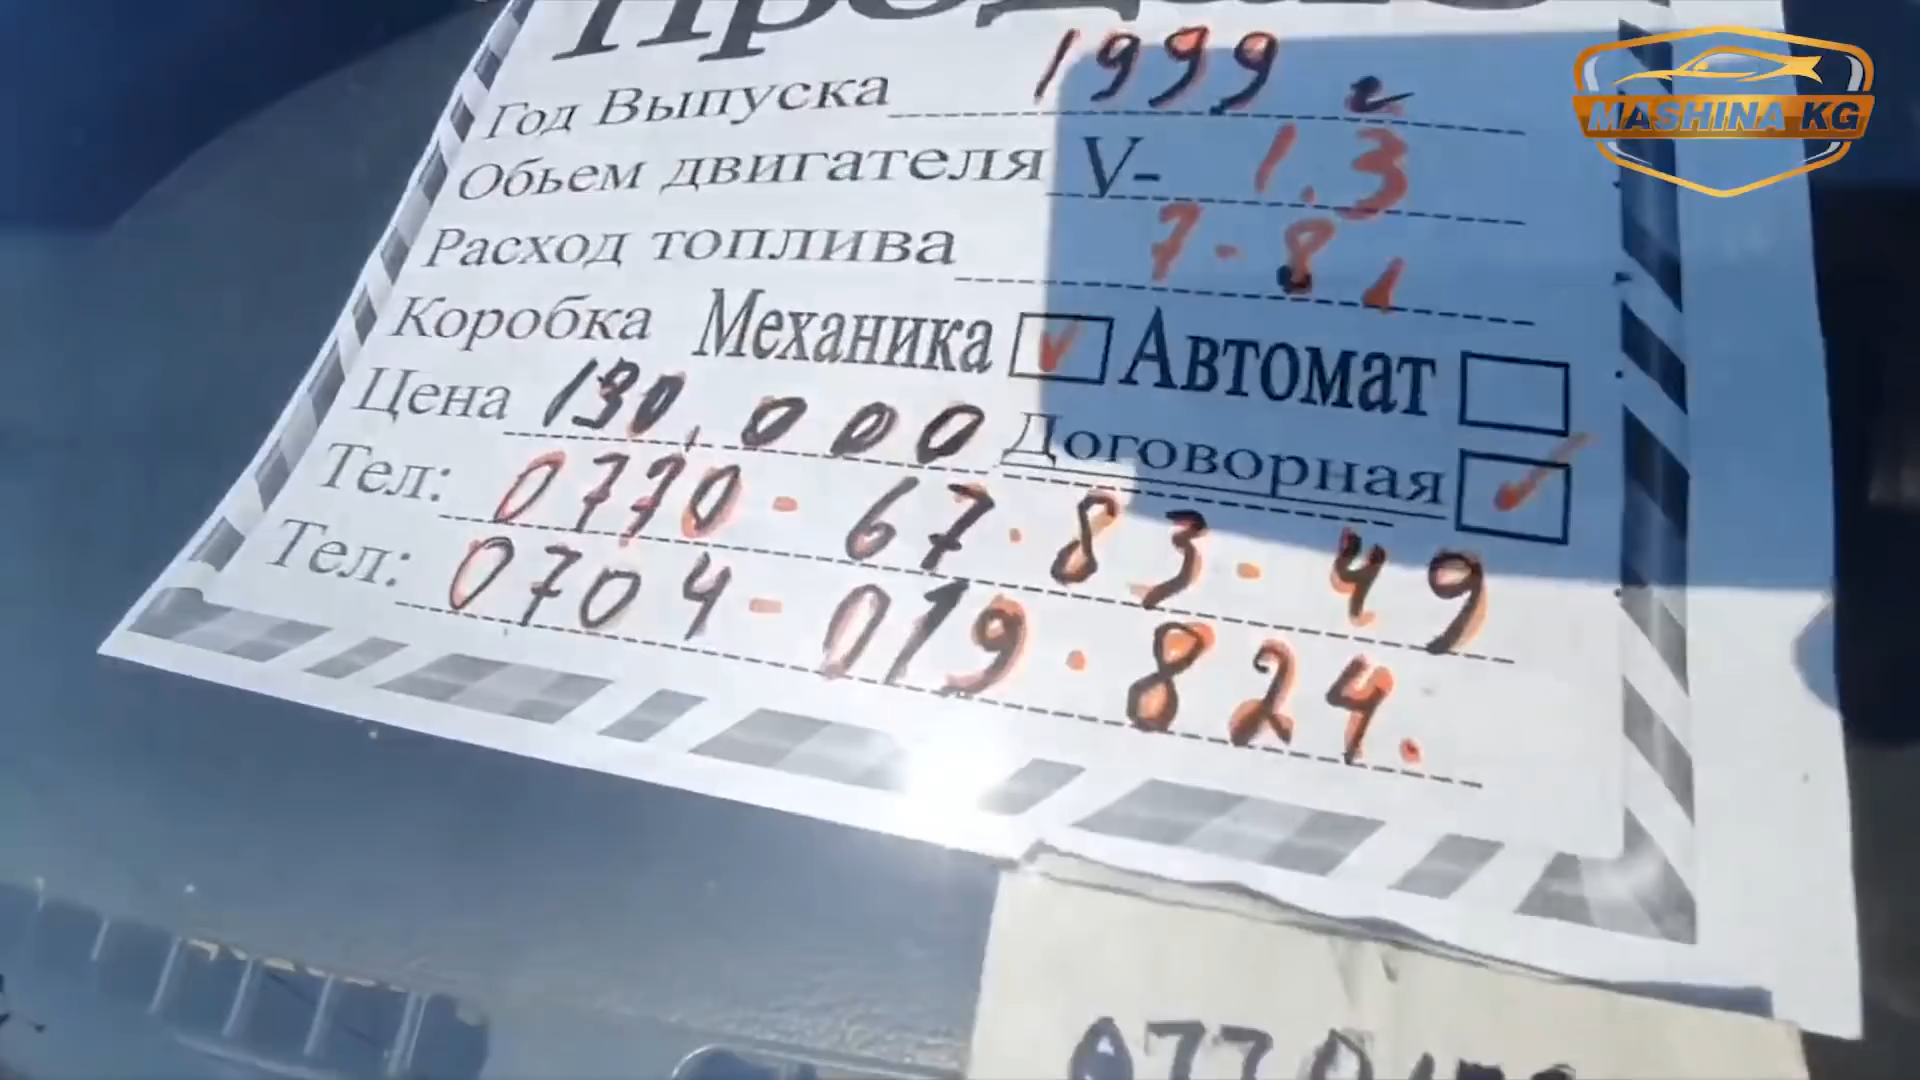 Продаю
MASHINA KG
Год Выпуска 1999 г
Обьем двигателя V- 1.3
Расход топлива 7-8 л
Коробка Механика ✓ Автомат
Цена 130.000 Договорная ✓
Тел: 0770-67.83-49
Тел: 0704-019.824.